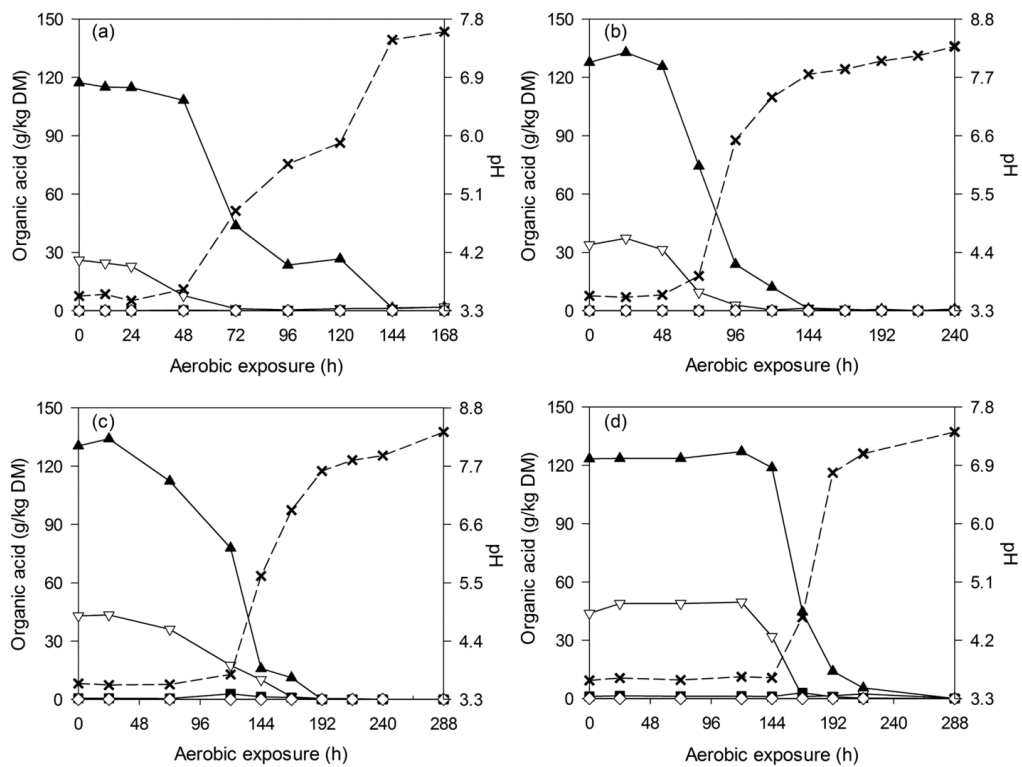 (a)
150
120
90
60
30
0
Organic acid (g/kg DM)
7.8
6.9
6.0
5.1
4.2
3.3
pH
0 24 48 72 96 120 144 168
Aerobic exposure (h)
(b)
150
120
90
60
30
0
Organic acid (g/kg DM)
8.8
7.7
6.6
5.5
4.4
3.3
pH
0 48 96 144 192 240
Aerobic exposure (h)
(c)
150
120
90
60
30
0
Organic acid (g/kg DM)
8.8
7.7
6.6
5.5
4.4
3.3
pH
0 48 96 144 192 240 288
Aerobic exposure (h)
(d)
150
120
90
60
30
0
Organic acid (g/kg DM)
7.8
6.9
6.0
5.1
4.2
3.3
pH
0 48 96 144 192 240 288
Aerobic exposure (h)